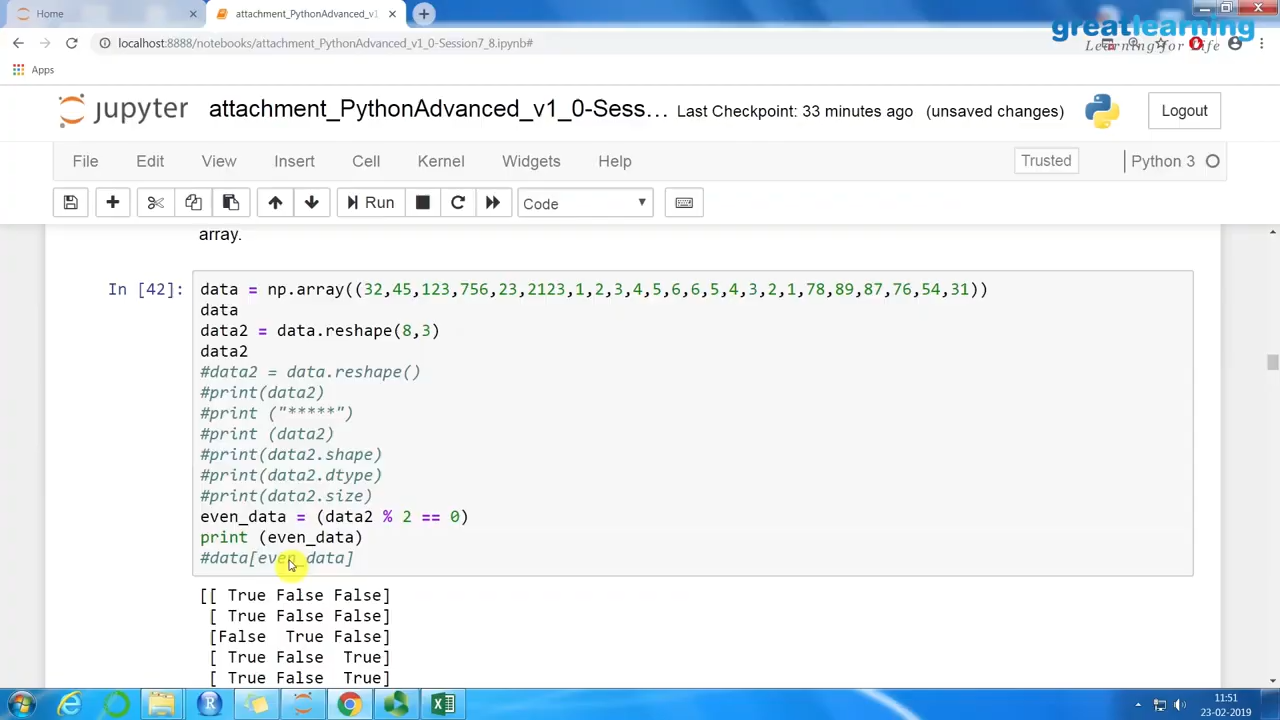 Home
attachment_PythonAdvanced_v1
localhost:8888/notebooks/attachment_PythonAdvanced_v1_0-Session7_8.ipynb#
greatlearning
Learning for Life
Apps
jupyter attachment_PythonAdvanced_v1_0-Sess... Last Checkpoint: 33 minutes ago (unsaved changes) Logout
File Edit View Insert Cell Kernel Widgets Help Trusted Python 3
Run Code
array.
In [42]: data = np.array((32,45,123,756,23,2123,1,2,3,4,5,6,6,5,4,3,2,1,78,89,87,76,54,31))
data
data2 = data.reshape(8,3)
data2
#data2 = data.reshape()
#print(data2)
#print ("*****")
#print (data2)
#print(data2.shape)
#print(data2.dtype)
#print(data2.size)
even_data = (data2 % 2 == 0)
print (even_data)
#data[even_data]
[[ True False False]
[ True False False]
[False True False]
[ True False True]
[ True False True]
11:51
23-02-2019